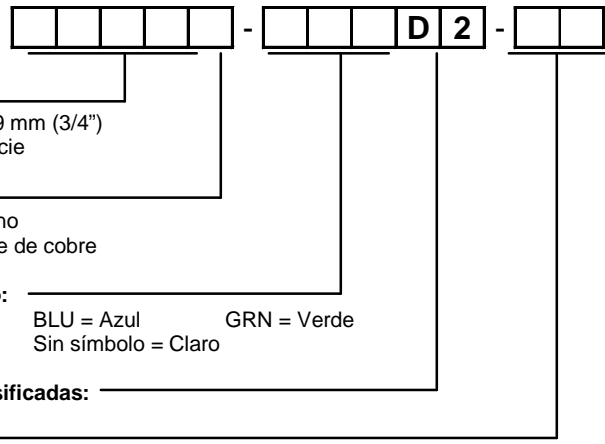 - D 2 -
9 mm (3/4”)
cie
no
e de cobre
o:
BLU = Azul GRN = Verde
Sin símbolo = Claro
sificadas: